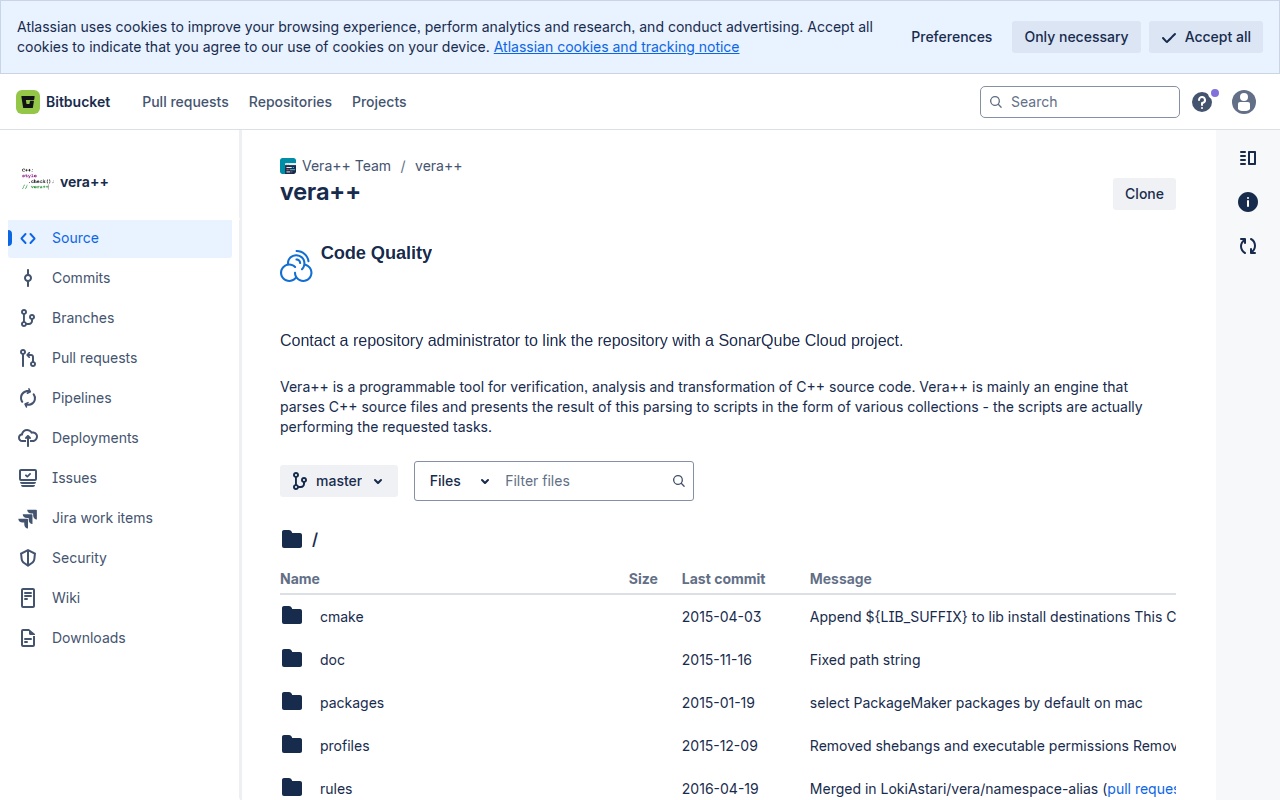 Atlassian uses cookies to improve your browsing experience, perform analytics and research, and conduct advertising. Accept all
cookies to indicate that you agree to our use of cookies on your device. Atlassian cookies and tracking notice
Preferences
Only necessary
Accept all
Bitbucket
Pull requests
Repositories
Projects
Search
vera++
Source
Commits
Branches
Pull requests
Pipelines
Deployments
Issues
Jira work items
Security
Wiki
Downloads
Vera++ Team / vera++
vera++
Clone
Code Quality
Contact a repository administrator to link the repository with a SonarQube Cloud project.
Vera++ is a programmable tool for verification, analysis and transformation of C++ source code. Vera++ is mainly an engine that
parses C++ source files and presents the result of this parsing to scripts in the form of various collections - the scripts are actually
performing the requested tasks.
master
Files
Filter files
/
Name Size Last commit Message
cmake 2015-04-03 Append ${LIB_SUFFIX} to lib install destinations This C
doc 2015-11-16 Fixed path string
packages 2015-01-19 select PackageMaker packages by default on mac
profiles 2015-12-09 Removed shebangs and executable permissions Remov
rules 2016-04-19 Merged in LokiAstari/vera/namespace-alias (pull reques